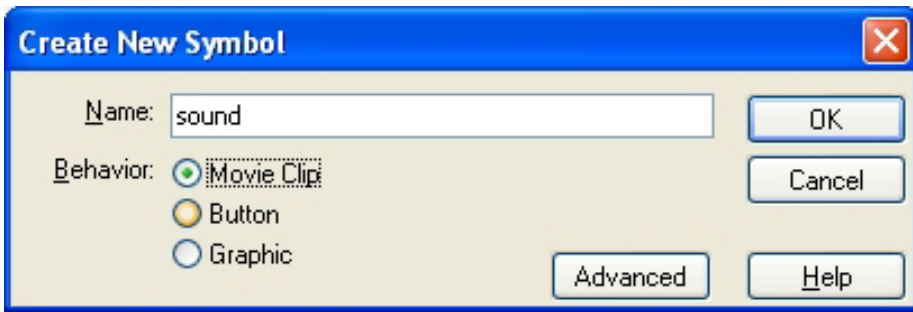 Create New Symbol
Name: sound OK
Behavior: Movie Clip Cancel
Button
Graphic
Advanced Help